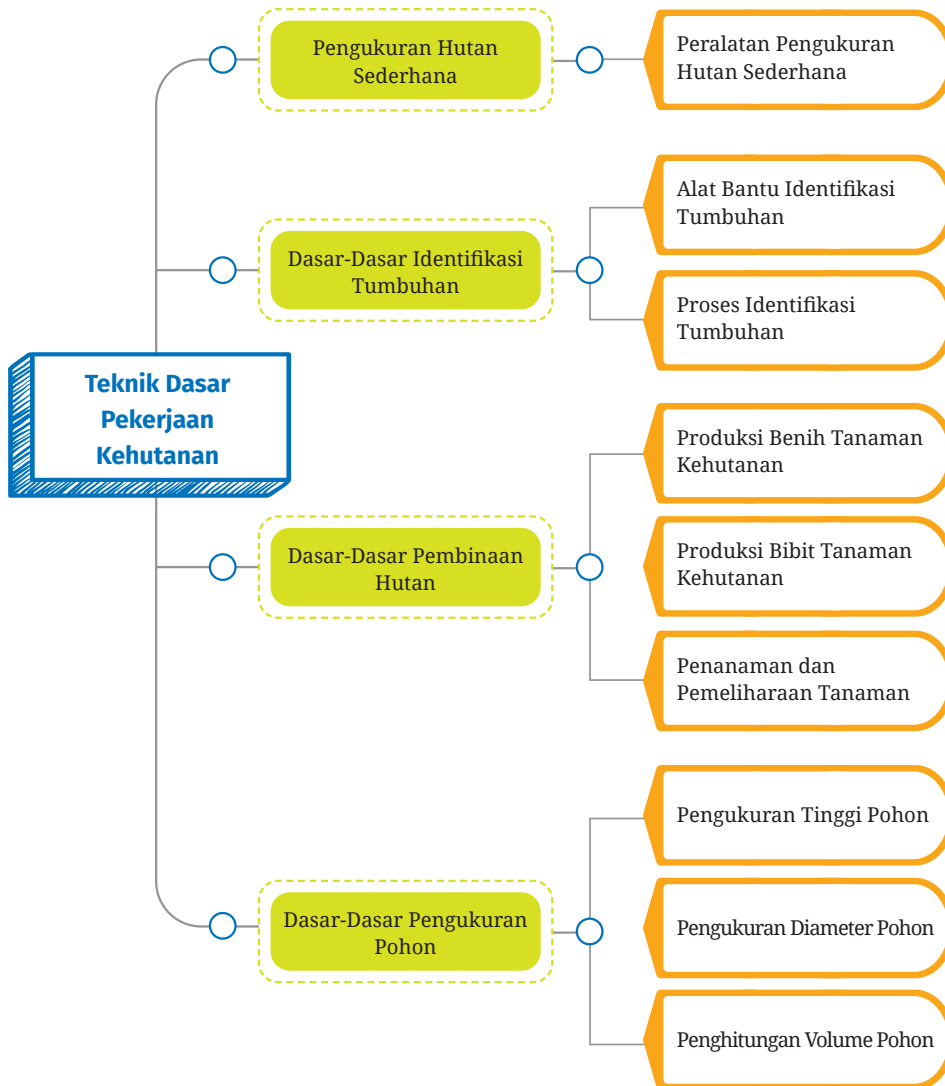 Teknik Dasar
Pekerjaan
Kehutanan
Pengukuran Hutan
Sederhana
Peralatan Pengukuran
Hutan Sederhana
Dasar-Dasar Identifikasi
Tumbuhan
Alat Bantu Identifikasi
Tumbuhan
Proses Identifikasi
Tumbuhan
Dasar-Dasar Pembinaan
Hutan
Produksi Benih Tanaman
Kehutanan
Produksi Bibit Tanaman
Kehutanan
Penanaman dan
Pemeliharaan Tanaman
Dasar-Dasar Pengukuran
Pohon
Pengukuran Tinggi Pohon
Pengukuran Diameter Pohon
Penghitungan Volume Pohon